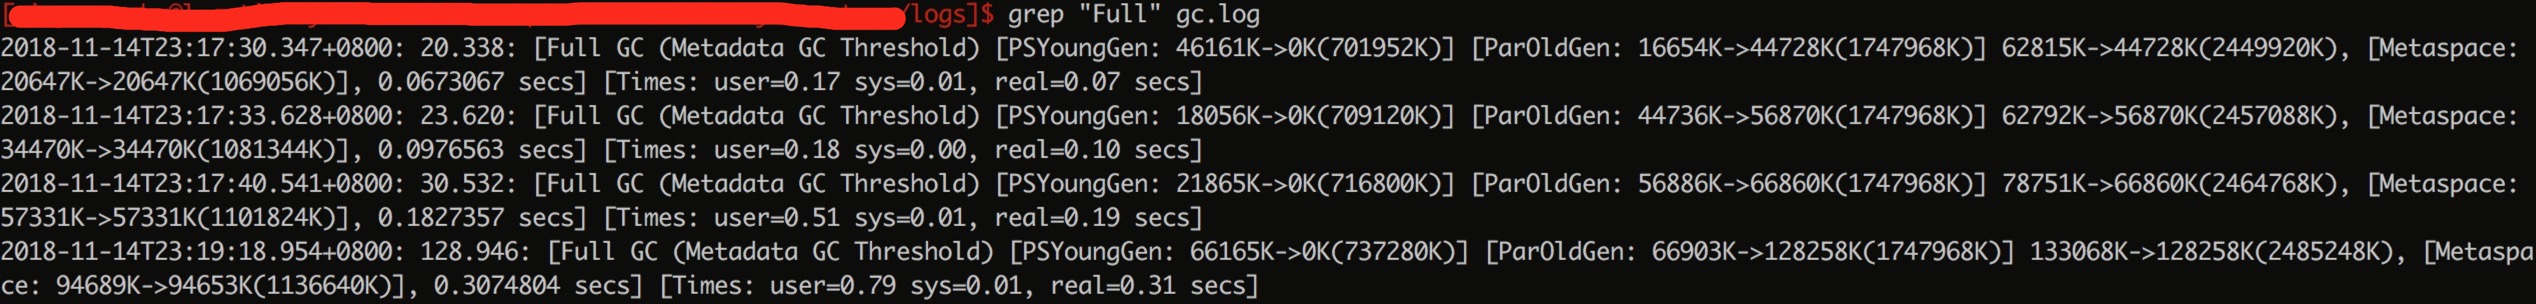 /logs]$ grep "Full" gc.log
2018-11-14T23:17:30.347+0800: 20.338: [Full GC (Metadata GC Threshold) [PSYoungGen: 46161K->0K(701952K)] [ParOldGen: 16654K->44728K(1747968K)] 62815K->44728K(2449920K), [Metaspace:
20647K->20647K(1069056K)], 0.0673067 secs] [Times: user=0.17 sys=0.01, real=0.07 secs]
2018-11-14T23:17:33.628+0800: 23.620: [Full GC (Metadata GC Threshold) [PSYoungGen: 18056K->0K(709120K)] [ParOldGen: 44736K->56870K(1747968K)] 62792K->56870K(2457088K), [Metaspace:
34470K->34470K(1081344K)], 0.0976563 secs] [Times: user=0.18 sys=0.00, real=0.10 secs]
2018-11-14T23:17:40.541+0800: 30.532: [Full GC (Metadata GC Threshold) [PSYoungGen: 21865K->0K(716800K)] [ParOldGen: 56886K->66860K(1747968K)] 78751K->66860K(2464768K), [Metaspace:
57331K->57331K(1101824K)], 0.1827357 secs] [Times: user=0.51 sys=0.01, real=0.19 secs]
2018-11-14T23:19:18.954+0800: 128.946: [Full GC (Metadata GC Threshold) [PSYoungGen: 66165K->0K(737280K)] [ParOldGen: 66903K->128258K(1747968K)] 133068K->128258K(2485248K), [Metaspa
ce: 94689K->94653K(1136640K)], 0.3074804 secs] [Times: user=0.79 sys=0.01, real=0.31 secs]